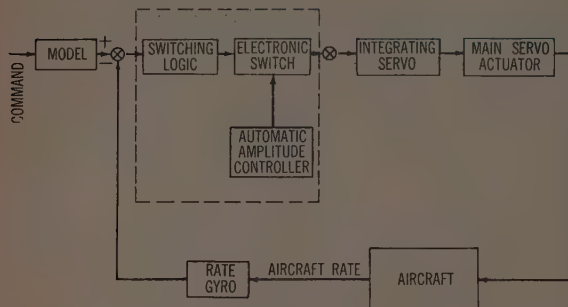 COMMAND
MODEL
+
−
SWITCHING
LOGIC
ELECTRONIC
SWITCH
AUTOMATIC
AMPLITUDE
CONTROLLER
INTEGRATING
SERVO
MAIN SERVO
ACTUATOR
RATE
GYRO
AIRCRAFT RATE
AIRCRAFT